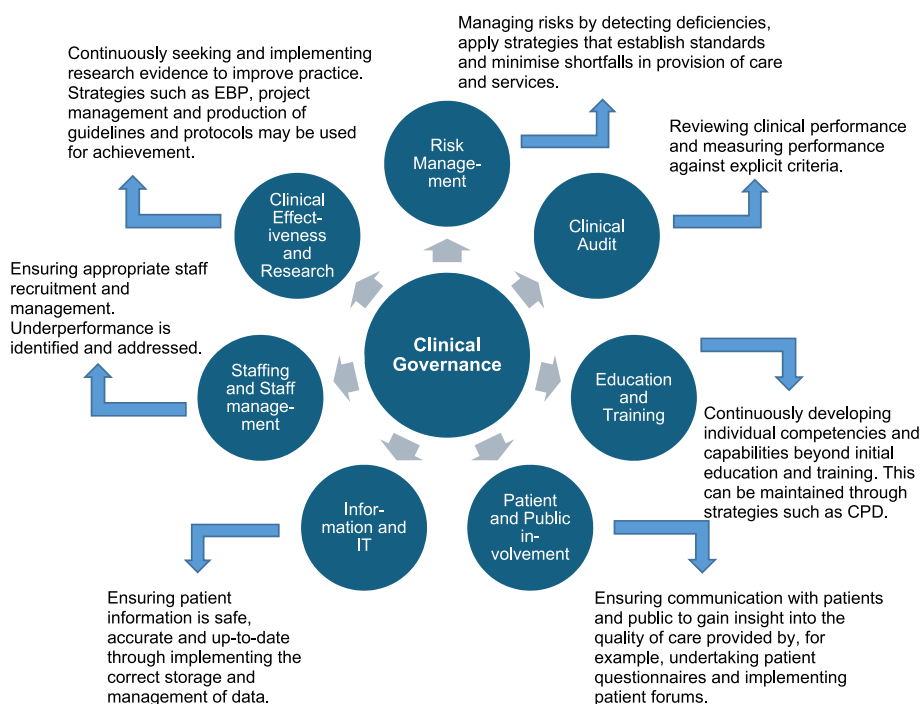 Managing risks by detecting deficiencies,
apply strategies that establish standards
and minimise shortfalls in provision of care
and services.
Continuously seeking and implementing
research evidence to improve practice.
Strategies such as EBP, project
management and production of
guidelines and protocols may be used
for achievement.
Risk
Manage-
ment
Reviewing clinical performance
and measuring performance
against explicit criteria.
Clinical
Effect-
iveness
and
Research
Clinical
Audit
Ensuring appropriate staff
recruitment and
management.
Underperformance is
identified and addressed.
Clinical
Governance
Staffing
and Staff
manage-
ment
Education
and
Training
Continuously developing
individual competencies and
capabilities beyond initial
education and training. This
can be maintained through
strategies such as CPD.
Infor-
mation and
IT
Patient
and Public
in-
volvement
Ensuring patient
information is safe,
accurate and up-to-date
through implementing the
correct storage and
management of data.
Ensuring communication with patients
and public to gain insight into the
quality of care provided by, for
example, undertaking patient
questionnaires and implementing
patient forums.